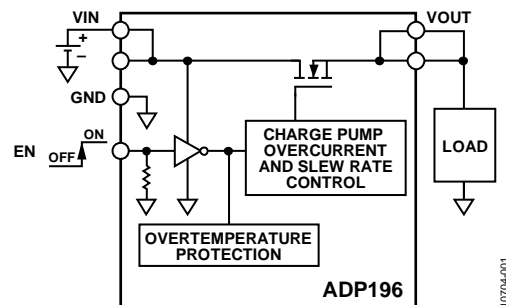 VIN
VOUT
+
−
GND
EN
OFF
ON
CHARGE PUMP
OVERCURRENT
AND SLEW RATE
CONTROL
LOAD
OVERTEMPERATURE
PROTECTION
ADP196
10704-001